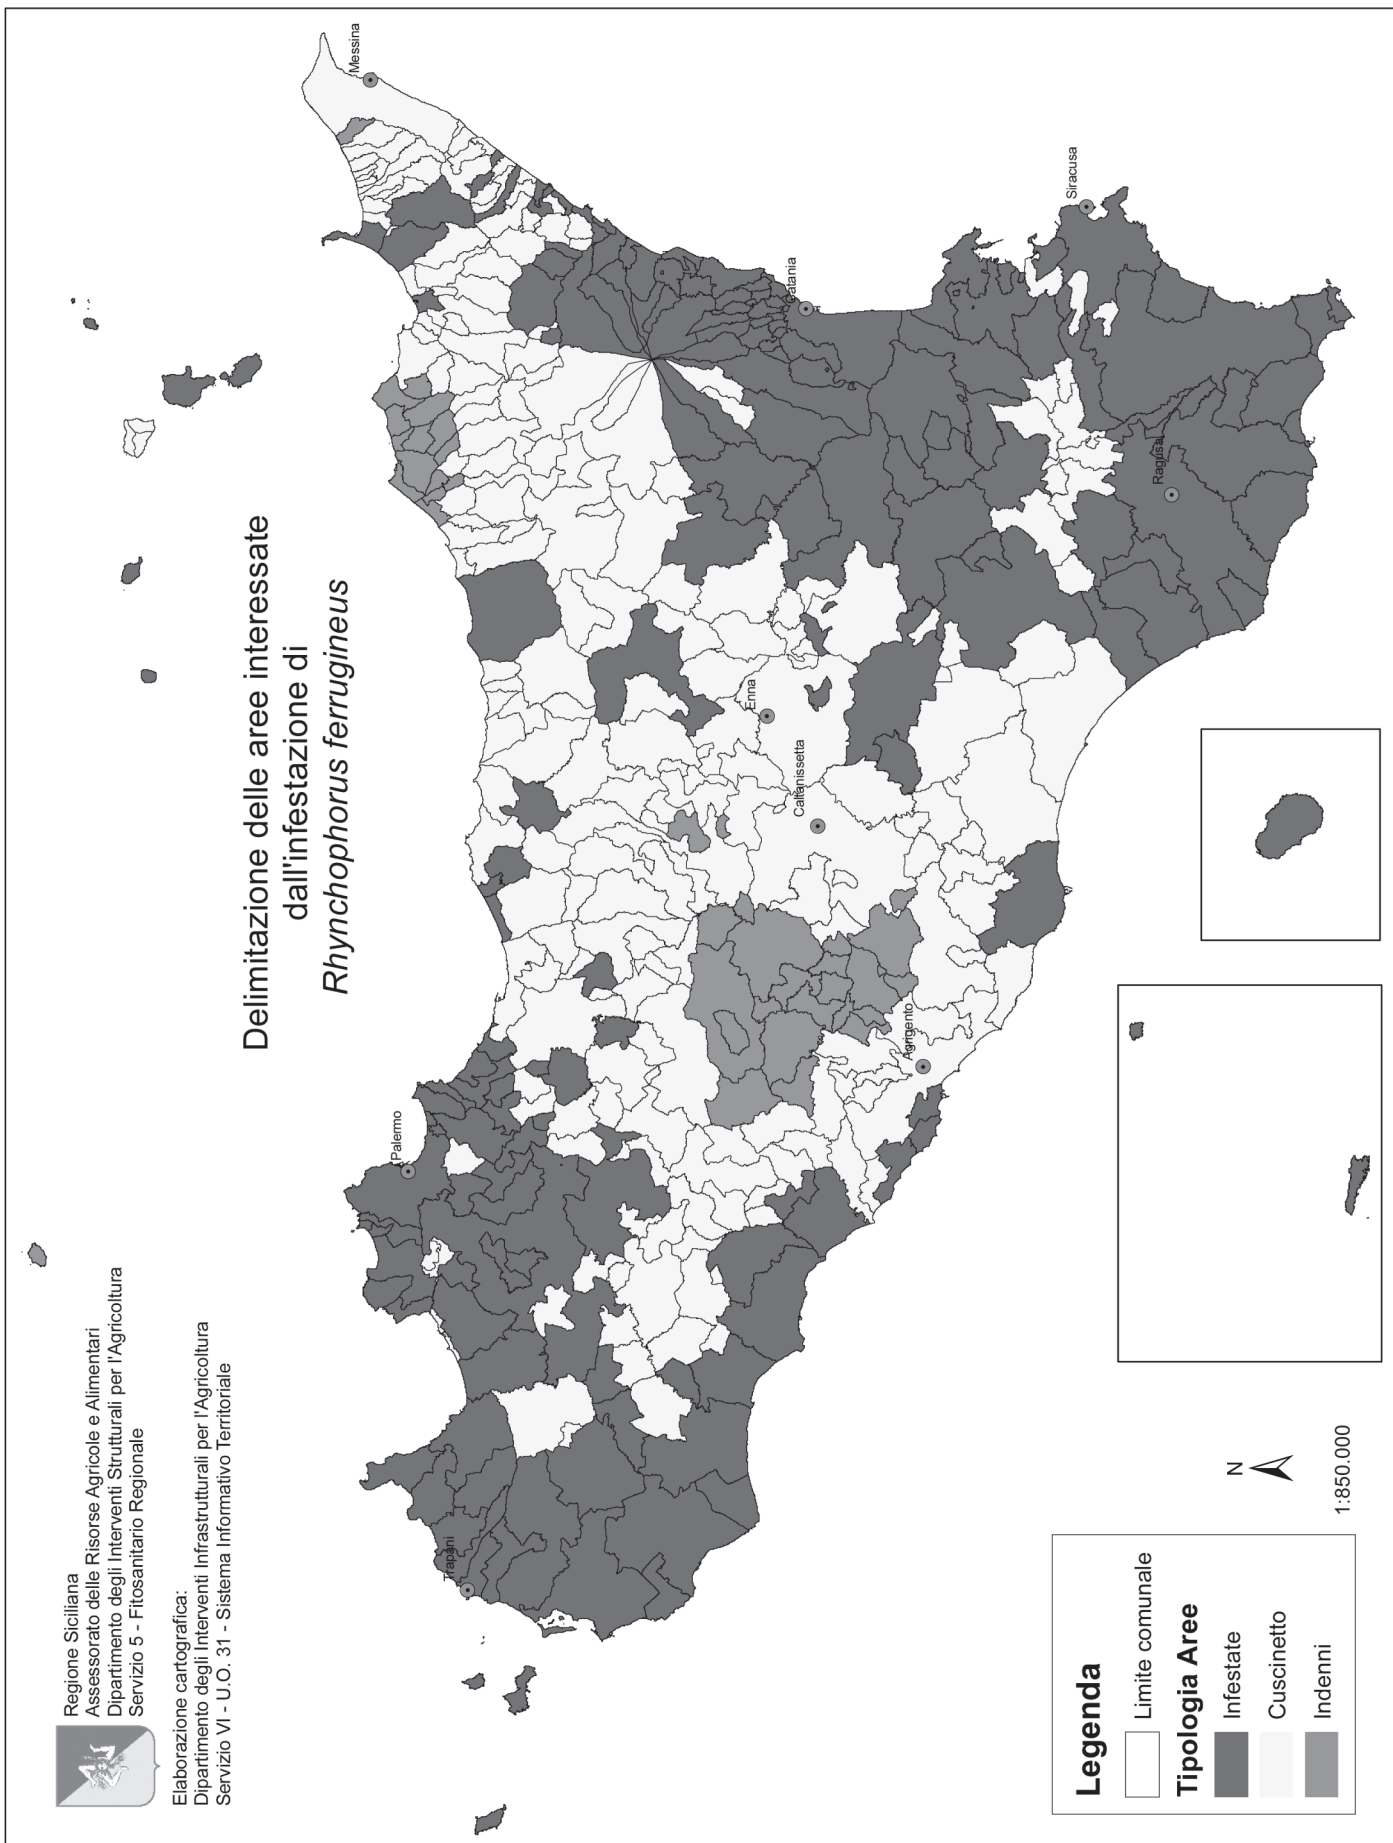 Regione Siciliana
Assessorato delle Risorse Agricole e Alimentari
Dipartimento degli Interventi Strutturali per l'Agricoltura
Servizio 5 - Fitosanitario Regionale
Elaborazione cartografica:
Dipartimento degli Interventi Infrastrutturali per l'Agricoltura
Servizio VI - U.O. 31 - Sistema Informativo Territoriale
Delimitazione delle aree interessate
dall'infestazione di
Rhynchophorus ferrugineus
Messina
Palermo
Trapani
Catania
Enna
Caltanissetta
Agrigento
Siracusa
Ragusa
Legenda
Limite comunale
Tipologia Aree
Infestate
Cuscinetto
Indenni
N
1:850.000